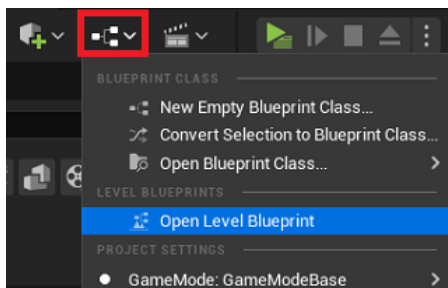 BLUEPRINT CLASS
New Empty Blueprint Class...
Convert Selection to Blueprint Class...
Open Blueprint Class...
LEVEL BLUEPRINTS
Open Level Blueprint
PROJECT SETTINGS
GameMode: GameModeBase